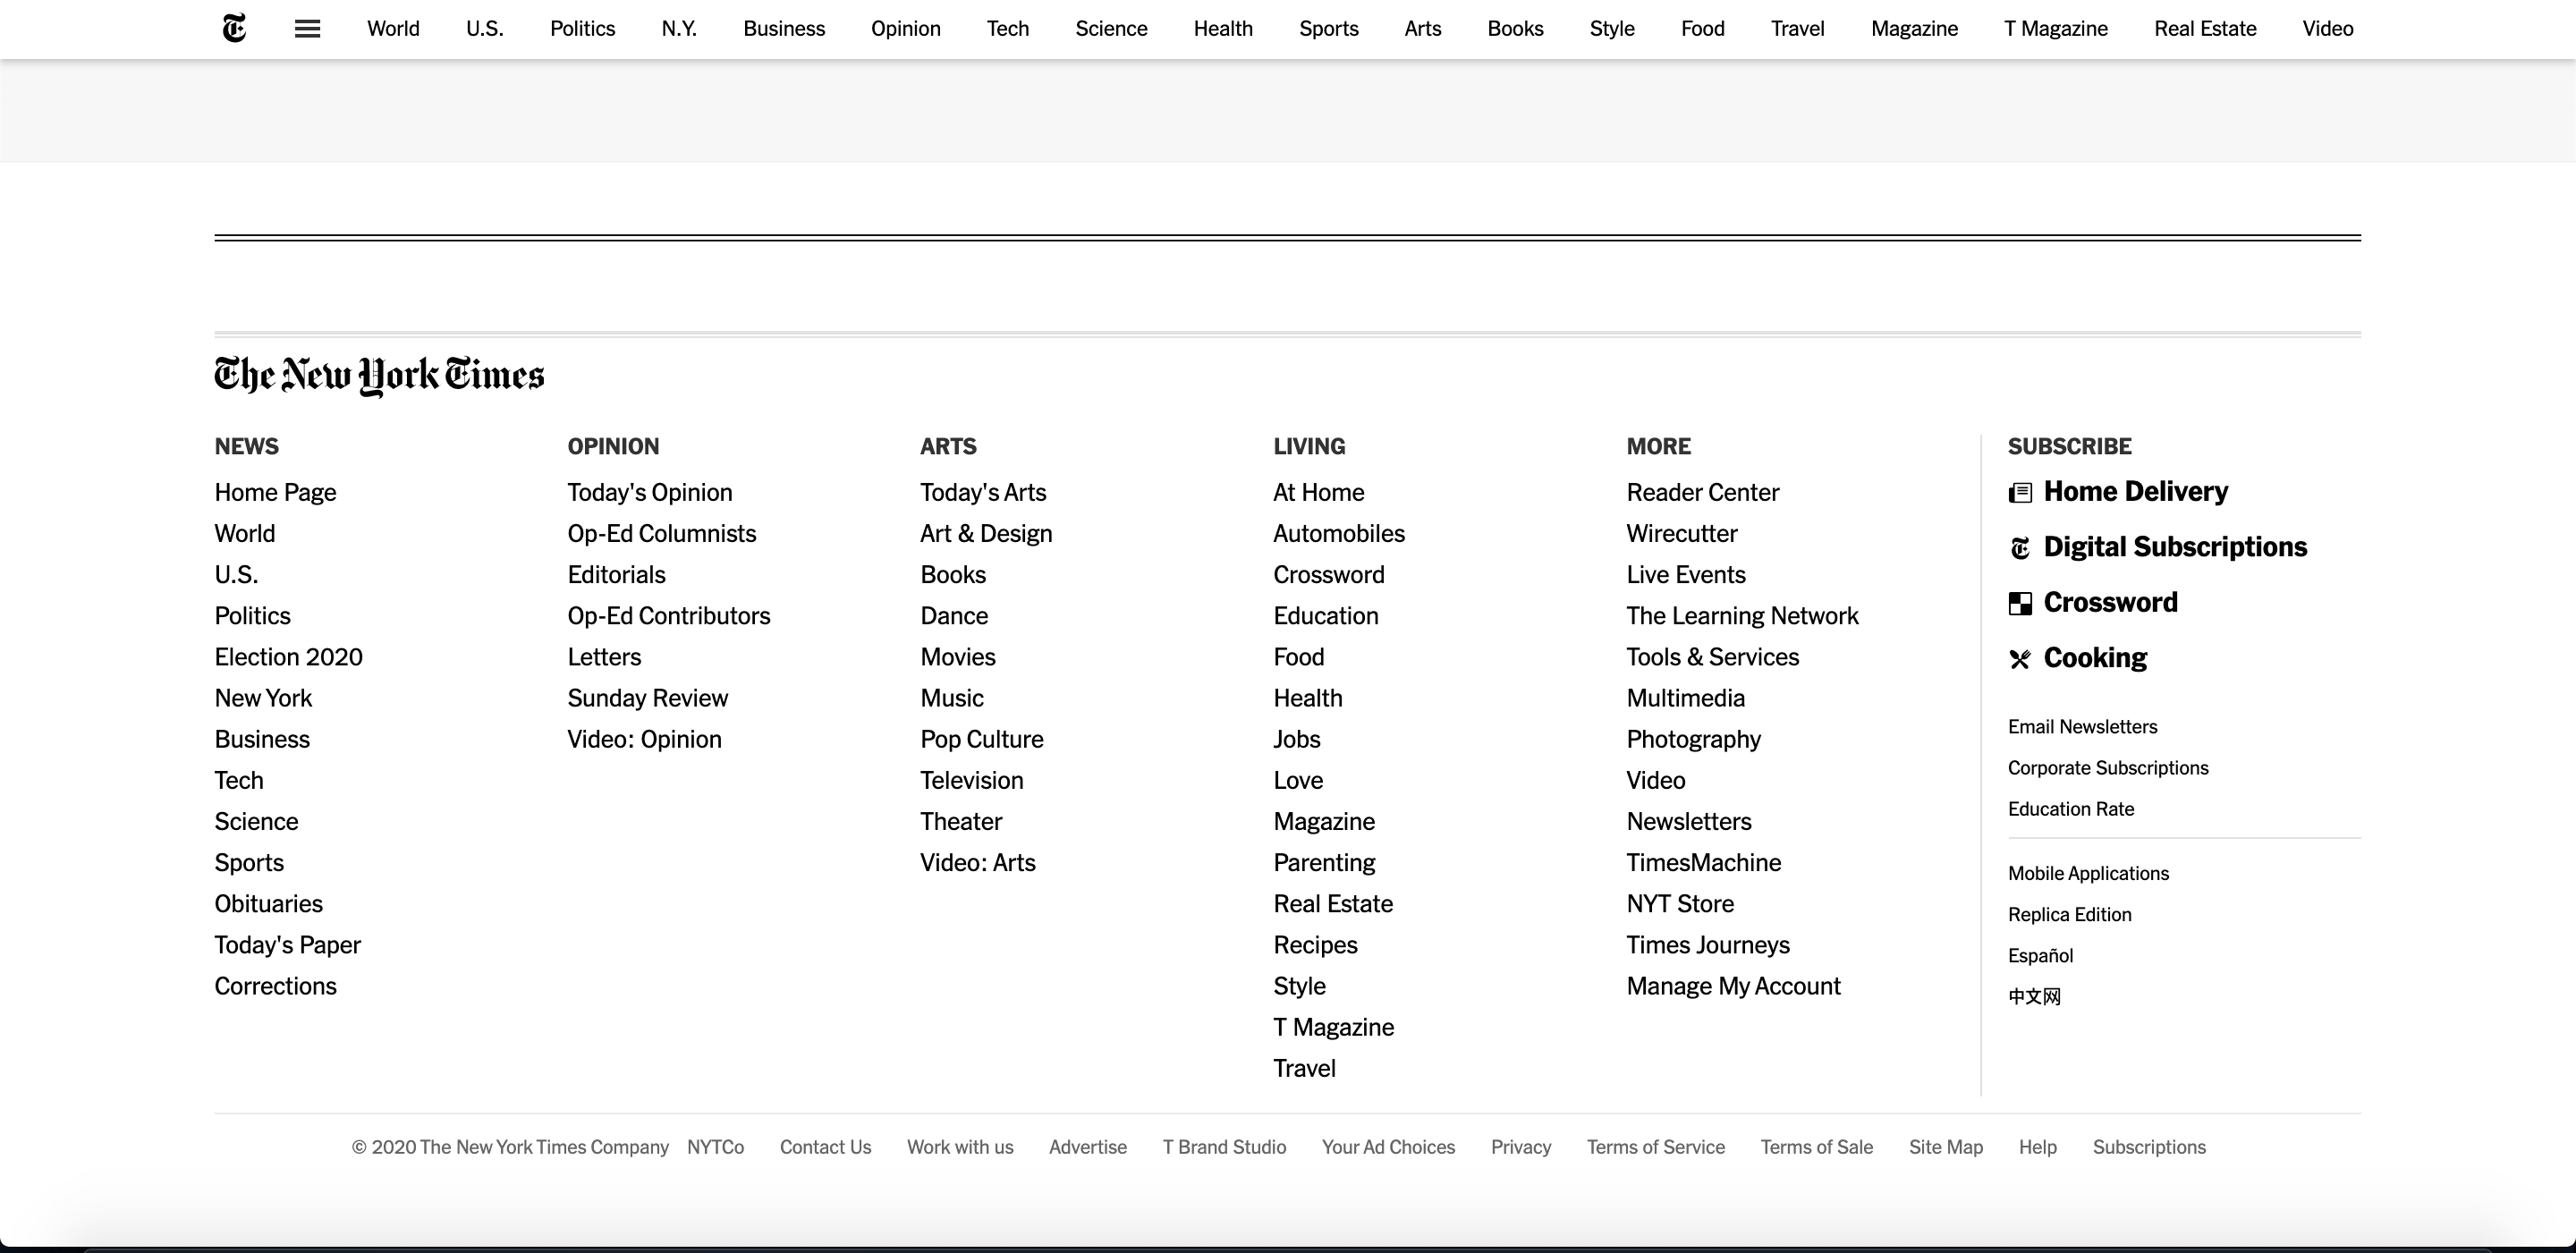 World U.S. Politics N.Y. Business Opinion Tech Science Health Sports Arts Books Style Food Travel Magazine T Magazine Real Estate Video
The New York Times
NEWS
Home Page
World
U.S.
Politics
Election 2020
New York
Business
Tech
Science
Sports
Obituaries
Today's Paper
Corrections
OPINION
Today's Opinion
Op-Ed Columnists
Editorials
Op-Ed Contributors
Letters
Sunday Review
Video: Opinion
ARTS
Today's Arts
Art & Design
Books
Dance
Movies
Music
Pop Culture
Television
Theater
Video: Arts
LIVING
At Home
Automobiles
Crossword
Education
Food
Health
Jobs
Love
Magazine
Parenting
Real Estate
Recipes
Style
T Magazine
Travel
MORE
Reader Center
Wirecutter
Live Events
The Learning Network
Tools & Services
Multimedia
Photography
Video
Newsletters
TimesMachine
NYT Store
Times Journeys
Manage My Account
SUBSCRIBE
Home Delivery
Digital Subscriptions
Crossword
Cooking
Email Newsletters
Corporate Subscriptions
Education Rate
Mobile Applications
Replica Edition
Español
中文网
© 2020 The New York Times Company NYTCo Contact Us Work with us Advertise T Brand Studio Your Ad Choices Privacy Terms of Service Terms of Sale Site Map Help Subscriptions